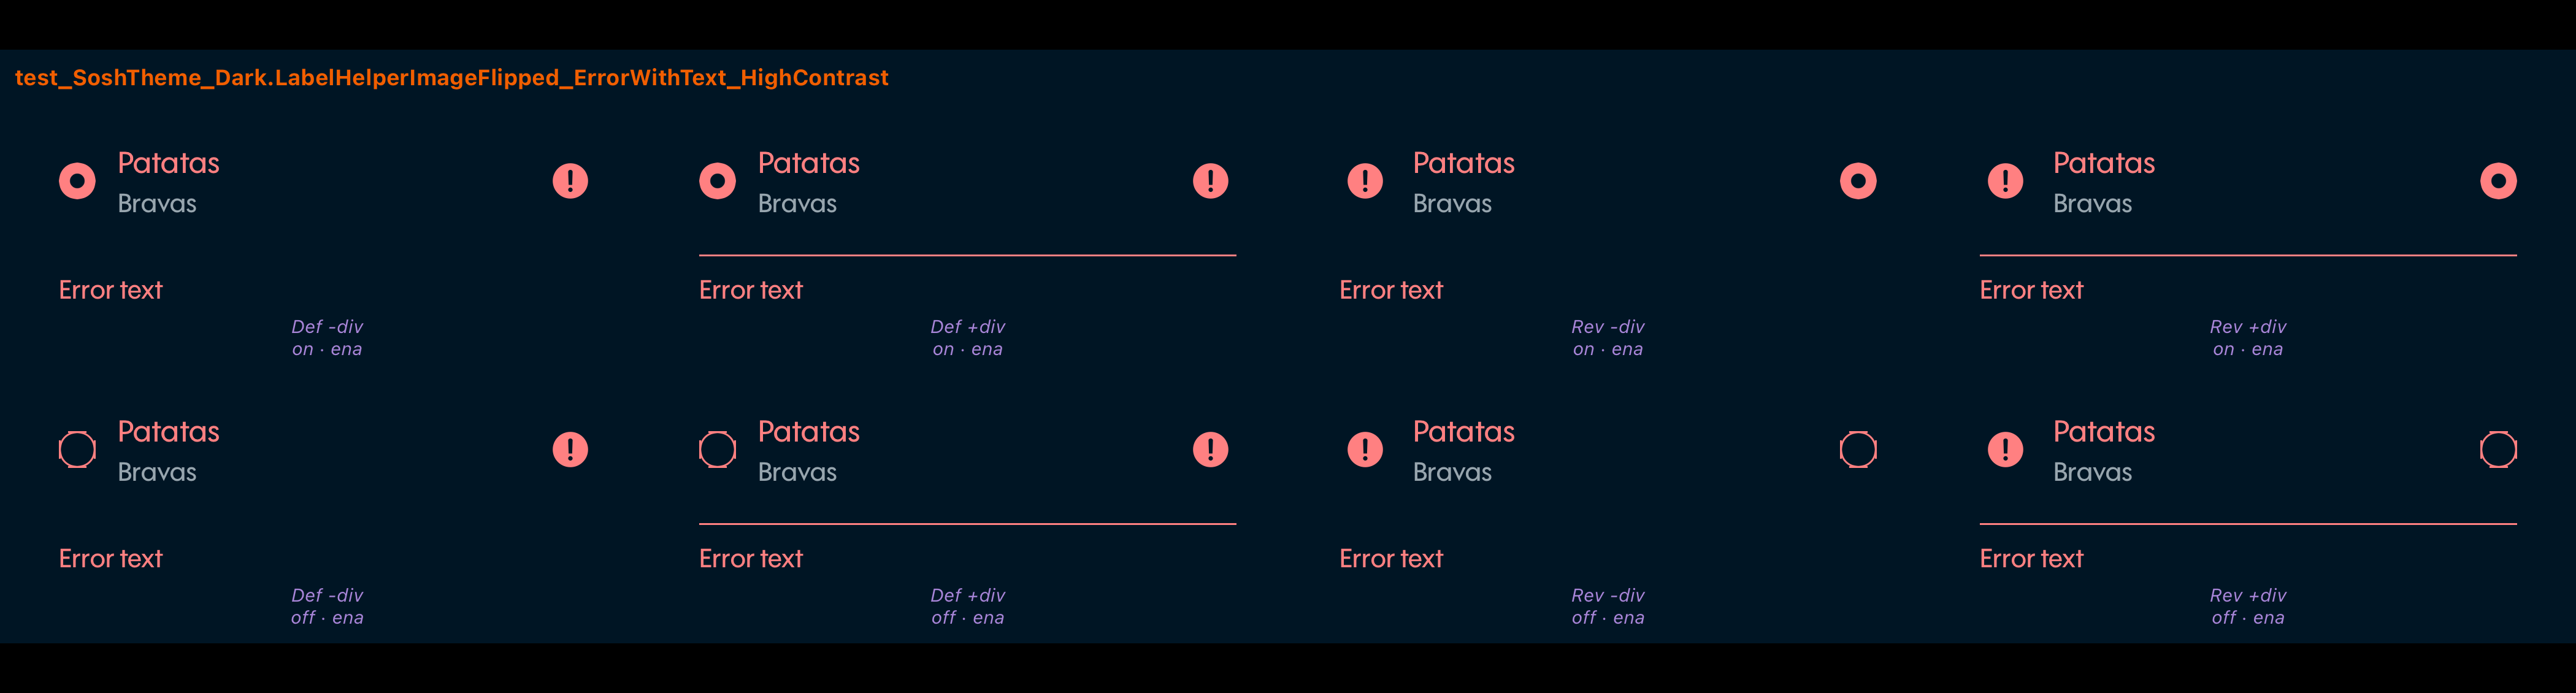 test_SoshTheme_Dark.LabelHelperImageFlipped_ErrorWithText_HighContrast
Patatas
Bravas
Error text
Def -div
on · ena
Patatas
Bravas
Error text
Def +div
on · ena
Patatas
Bravas
Error text
Rev -div
on · ena
Patatas
Bravas
Error text
Rev +div
on · ena
Patatas
Bravas
Error text
Def -div
off · ena
Patatas
Bravas
Error text
Def +div
off · ena
Patatas
Bravas
Error text
Rev -div
off · ena
Patatas
Bravas
Error text
Rev +div
off · ena